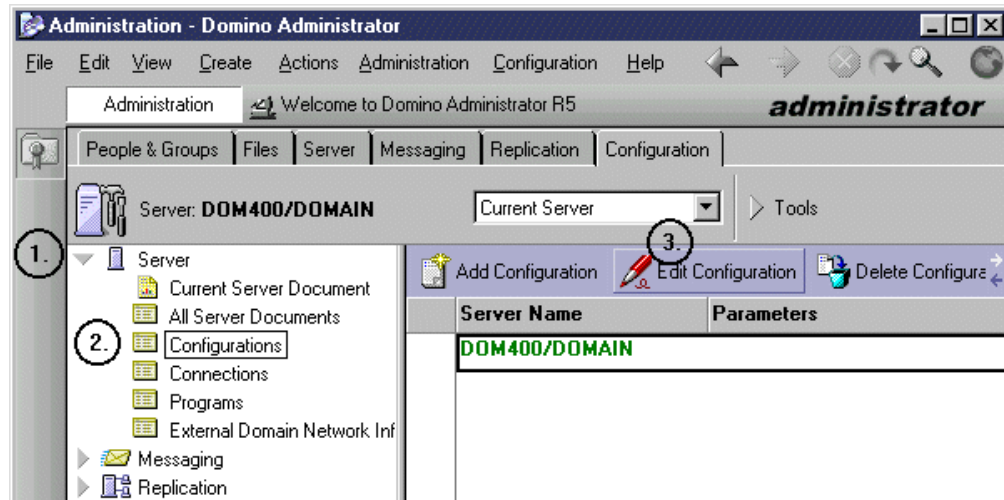 Administration - Domino Administrator
File Edit View Create Actions Administration Configuration Help
Administration Welcome to Domino Administrator R5 administrator
People & Groups Files Server Messaging Replication Configuration
Server: DOM400/DOMAIN Current Server Tools
1. Server
3.
Add Configuration Edit Configuration Delete Configura
Current Server Document
Server Name Parameters
All Server Documents
2. Configurations
DOM400/DOMAIN
Connections
Programs
External Domain Network Inf
Messaging
Replication